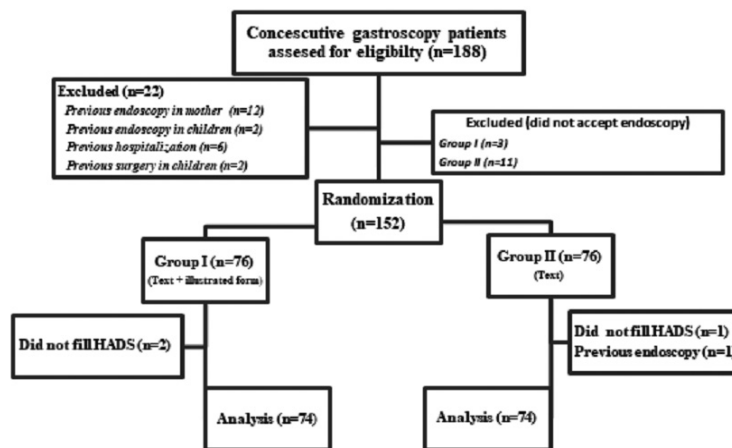 Concescutive gastroscopy patients
assesed for eligibilty (n=188)
Excluded (n=22)
Previous endoscopy in mother (n=12)
Previous endoscopy in children (n=2)
Previous hospitalization (n=6)
Previous surgery in children (n=2)
Excluded (did not accept endoscopy)
Group I (n=3)
Group II (n=11)
Randomization
(n=152)
Group I (n=76)
(Text + illustrated form)
Group II (n=76)
(Text)
Did not fill HADS (n=2)
Did not fill HADS (n=1)
Previous endoscopy (n=1)
Analysis (n=74)
Analysis (n=74)